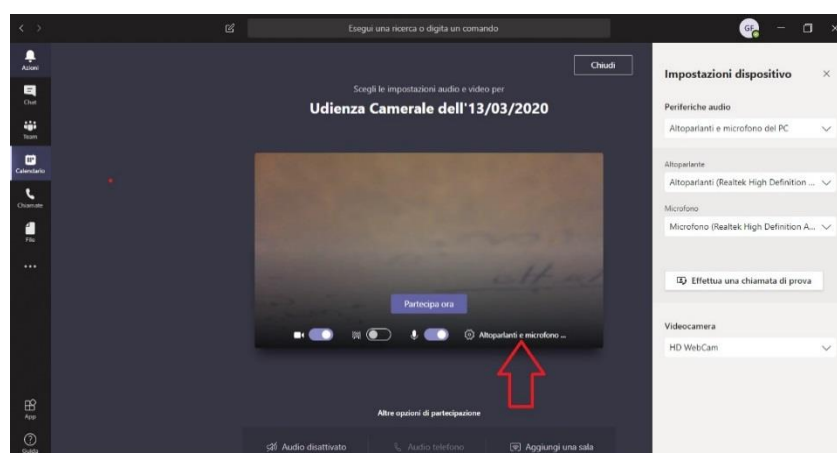 Esegui una ricerca o digita un comando
GF
Azioni
Chat
Team
Calendario
Chiamate
File
App
Guida
Chiudi
Scegli le impostazioni audio e video per
Udienza Camerale dell'13/03/2020
Partecipa ora
Altoparlanti e microfono ...
Altre opzioni di partecipazione
Audio disattivato
Audio telefono
Aggiungi una sala
Impostazioni dispositivo
Periferiche audio
Altoparlanti e microfono del PC
Altoparlante
Altoparlanti (Realtek High Definition ...
Microfono
Microfono (Realtek High Definition A...
Effettua una chiamata di prova
Videocamera
HD WebCam